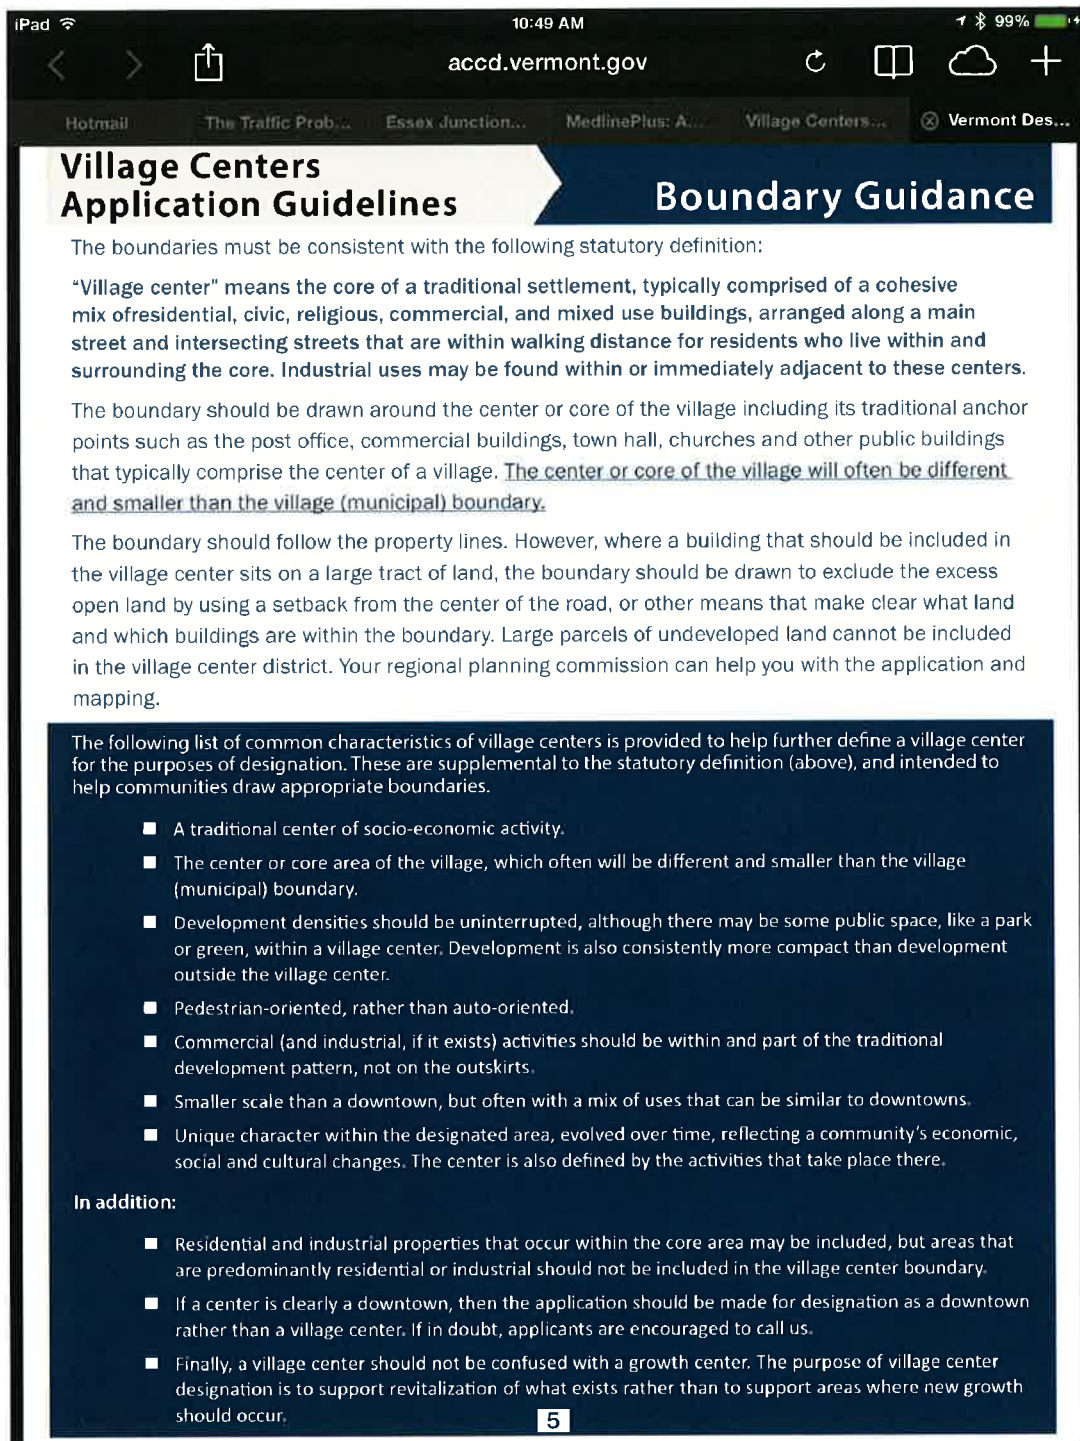 iPad
10:49 AM
99%
accd.vermont.gov
Hotmail
The Traffic Prob...
Essex Junction...
MedlinePlus: A...
Village Centers...
Vermont Des...
Village Centers
Application Guidelines
Boundary Guidance
The boundaries must be consistent with the following statutory definition:
“Village center” means the core of a traditional settlement, typically comprised of a cohesive
mix ofresidential, civic, religious, commercial, and mixed use buildings, arranged along a main
street and intersecting streets that are within walking distance for residents who live within and
surrounding the core. Industrial uses may be found within or immediately adjacent to these centers.
The boundary should be drawn around the center or core of the village including its traditional anchor
points such as the post office, commercial buildings, town hall, churches and other public buildings
that typically comprise the center of a village. The center or core of the village will often be different
and smaller than the village (municipal) boundary.
The boundary should follow the property lines. However, where a building that should be included in
the village center sits on a large tract of land, the boundary should be drawn to exclude the excess
open land by using a setback from the center of the road, or other means that make clear what land
and which buildings are within the boundary. Large parcels of undeveloped land cannot be included
in the village center district. Your regional planning commission can help you with the application and
mapping.
The following list of common characteristics of village centers is provided to help further define a village center
for the purposes of designation. These are supplemental to the statutory definition (above), and intended to
help communities draw appropriate boundaries.
■ A traditional center of socio-economic activity.
■ The center or core area of the village, which often will be different and smaller than the village
(municipal) boundary.
■ Development densities should be uninterrupted, although there may be some public space, like a park
or green, within a village center. Development is also consistently more compact than development
outside the village center.
■ Pedestrian-oriented, rather than auto-oriented.
■ Commercial (and industrial, if it exists) activities should be within and part of the traditional
development pattern, not on the outskirts.
■ Smaller scale than a downtown, but often with a mix of uses that can be similar to downtowns.
■ Unique character within the designated area, evolved over time, reflecting a community’s economic,
social and cultural changes. The center is also defined by the activities that take place there.
In addition:
■ Residential and industrial properties that occur within the core area may be included, but areas that
are predominantly residential or industrial should not be included in the village center boundary.
■ If a center is clearly a downtown, then the application should be made for designation as a downtown
rather than a village center. If in doubt, applicants are encouraged to call us.
■ Finally, a village center should not be confused with a growth center. The purpose of village center
designation is to support revitalization of what exists rather than to support areas where new growth
should occur.
5